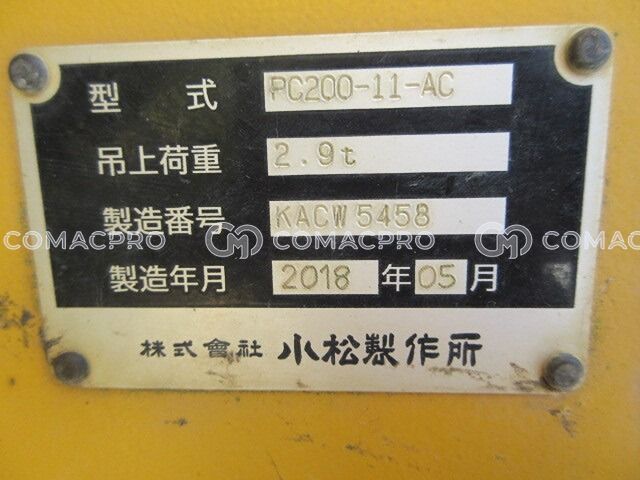 型 式 PC200-11-AC
吊上荷重 2.9t
製造番号 KACW5458
COMACPRO COMACPRO COMACPRO
製造年月 2018 年 05 月
株式會社 小松製作所